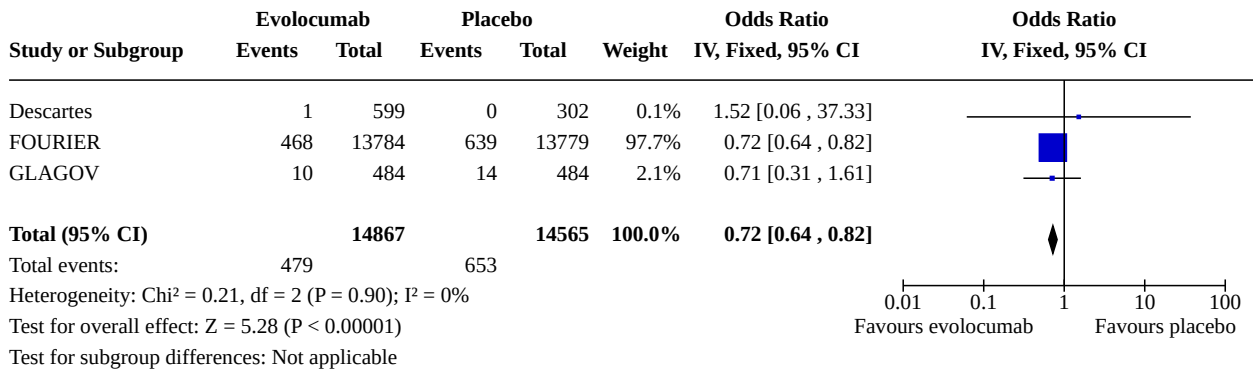 Evolocumab Placebo Odds Ratio Odds Ratio
Study or Subgroup Events Total Events Total Weight IV, Fixed, 95% CI IV, Fixed, 95% CI
Descartes 1 599 0 302 0.1% 1.52 [0.06 , 37.33]
FOURIER 468 13784 639 13779 97.7% 0.72 [0.64 , 0.82]
GLAGOV 10 484 14 484 2.1% 0.71 [0.31 , 1.61]
Total (95% CI) 14867 14565 100.0% 0.72 [0.64 , 0.82]
Total events: 479 653
Heterogeneity: Chi² = 0.21, df = 2 (P = 0.90); I² = 0%
0.01 0.1 1 10 100
Test for overall effect: Z = 5.28 (P < 0.00001)
Favours evolocumab Favours placebo
Test for subgroup differences: Not applicable